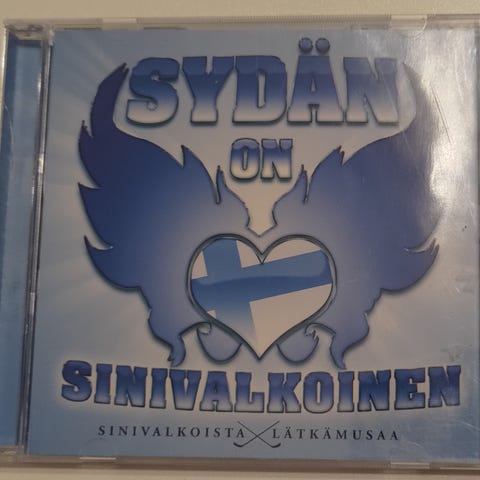 SYDÄN
ON
SINIVALKOINEN
SINIVALKOISTA LÄTKÄMUSAA